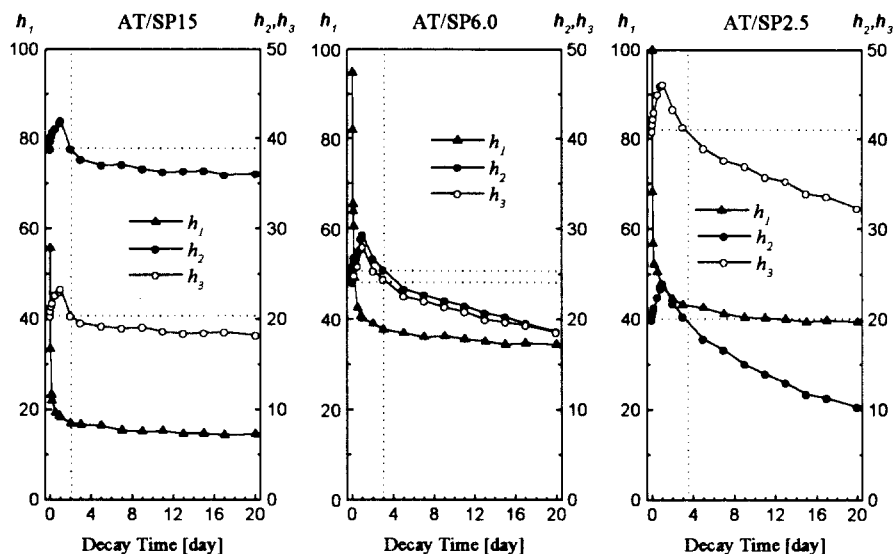 h₁ AT/SP15 h₂,h₃ h₁ AT/SP6.0 h₂,h₃ h₁ AT/SP2.5 h₂,h₃
100 50 100 50 100 50
80 40 80 40 80 40
h₁
h₂
h₃
60 30 60 30 60 30
h₁
h₂
h₃
h₁
h₂
h₃
40 20 40 20 40 20
20 10 20 10 20 10
0 0 0 0 0 0
0 4 8 12 16 20 0 4 8 12 16 20 0 4 8 12 16 20
Decay Time [day] Decay Time [day] Decay Time [day]